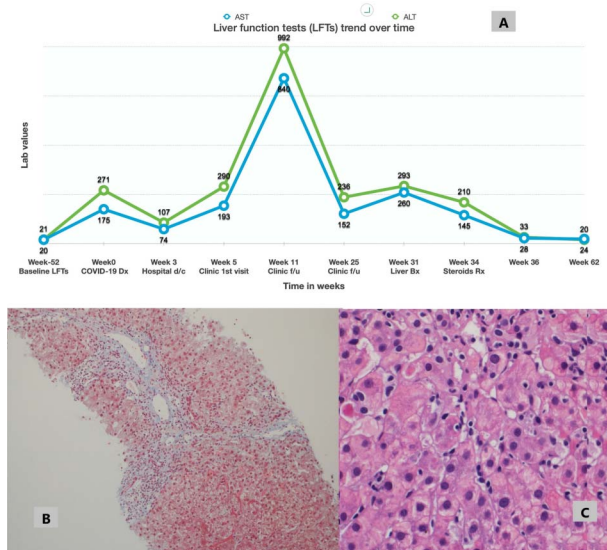 AST
ALT
A
Liver function tests (LFTs) trend over time
Lab values
992
840
271
175
107
74
290
193
236
152
293
260
210
145
33
28
21
20
20
24
Week-52
Baseline LFTs
Week0
COVID-19 Dx
Week 3
Hospital d/c
Week 5
Clinic 1st visit
Week 11
Clinic f/u
Week 25
Clinic f/u
Week 31
Liver Bx
Week 34
Steroids Rx
Week 36
Week 62
Time in weeks
B
C